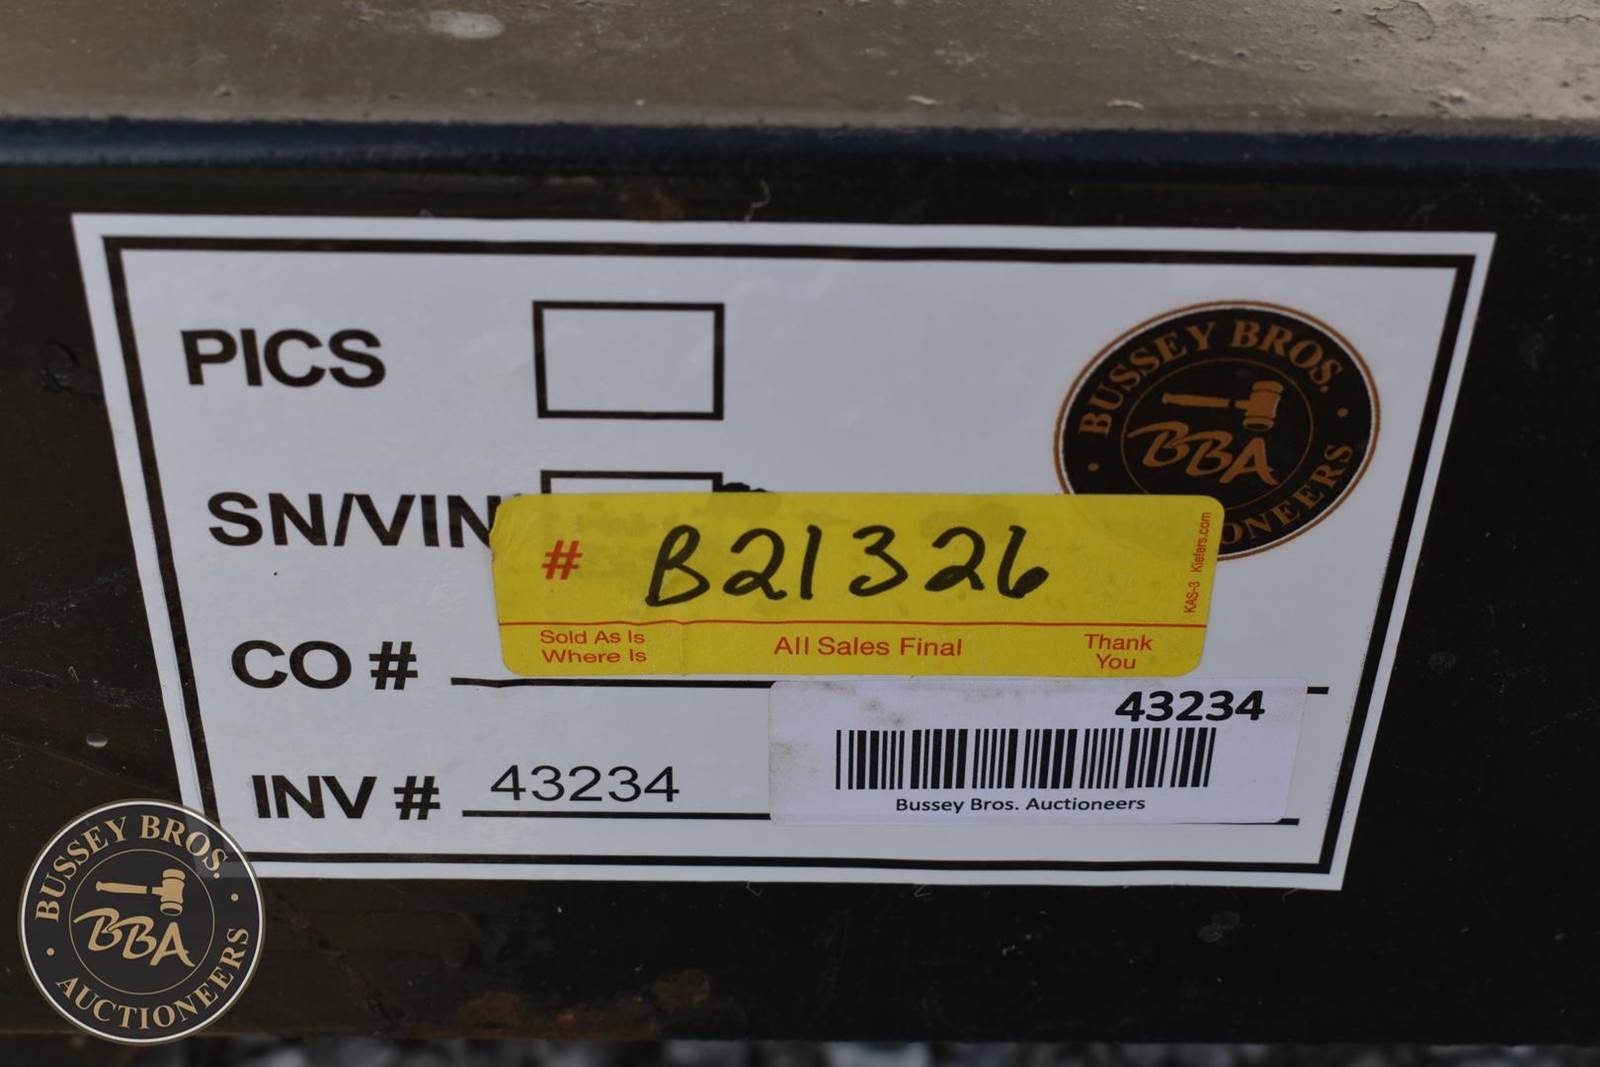 PICS
BUSSEY BROS.
BBA
ONEERS
SN/VIN
# B21326
KAS-3 Kiefers.com
Sold As Is
Where Is
All Sales Final
Thank
You
CO #
43234
Bussey Bros. Auctioneers
INV # 43234
BUSSEY BROS.
BBA
AUCTIONEERS